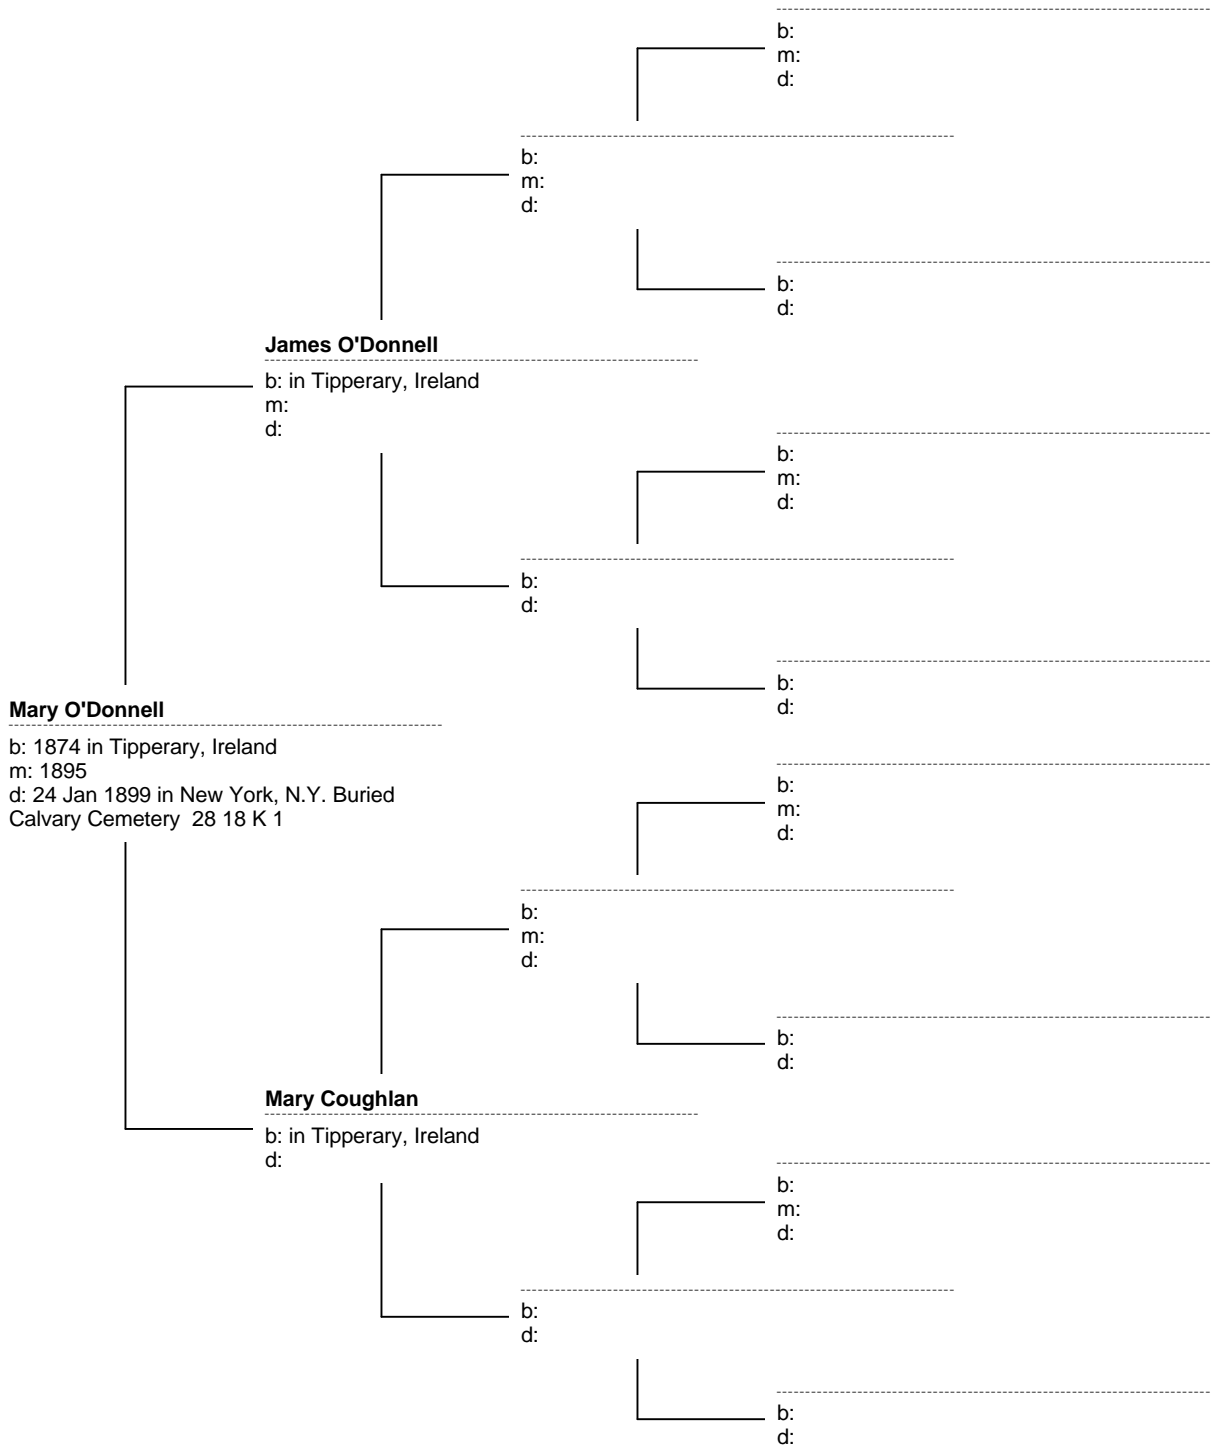 b:
m:
d:
b:
m:
d:
b:
d:
James O'Donnell
b: in Tipperary, Ireland
m:
d:
b:
m:
d:
b:
d:
b:
d:
Mary O'Donnell
b: 1874 in Tipperary, Ireland
m: 1895
d: 24 Jan 1899 in New York, N.Y. Buried
Calvary Cemetery  28 18 K 1
b:
m:
d:
b:
m:
d:
b:
d:
Mary Coughlan
b: in Tipperary, Ireland
d:
b:
m:
d:
b:
d:
b:
d: